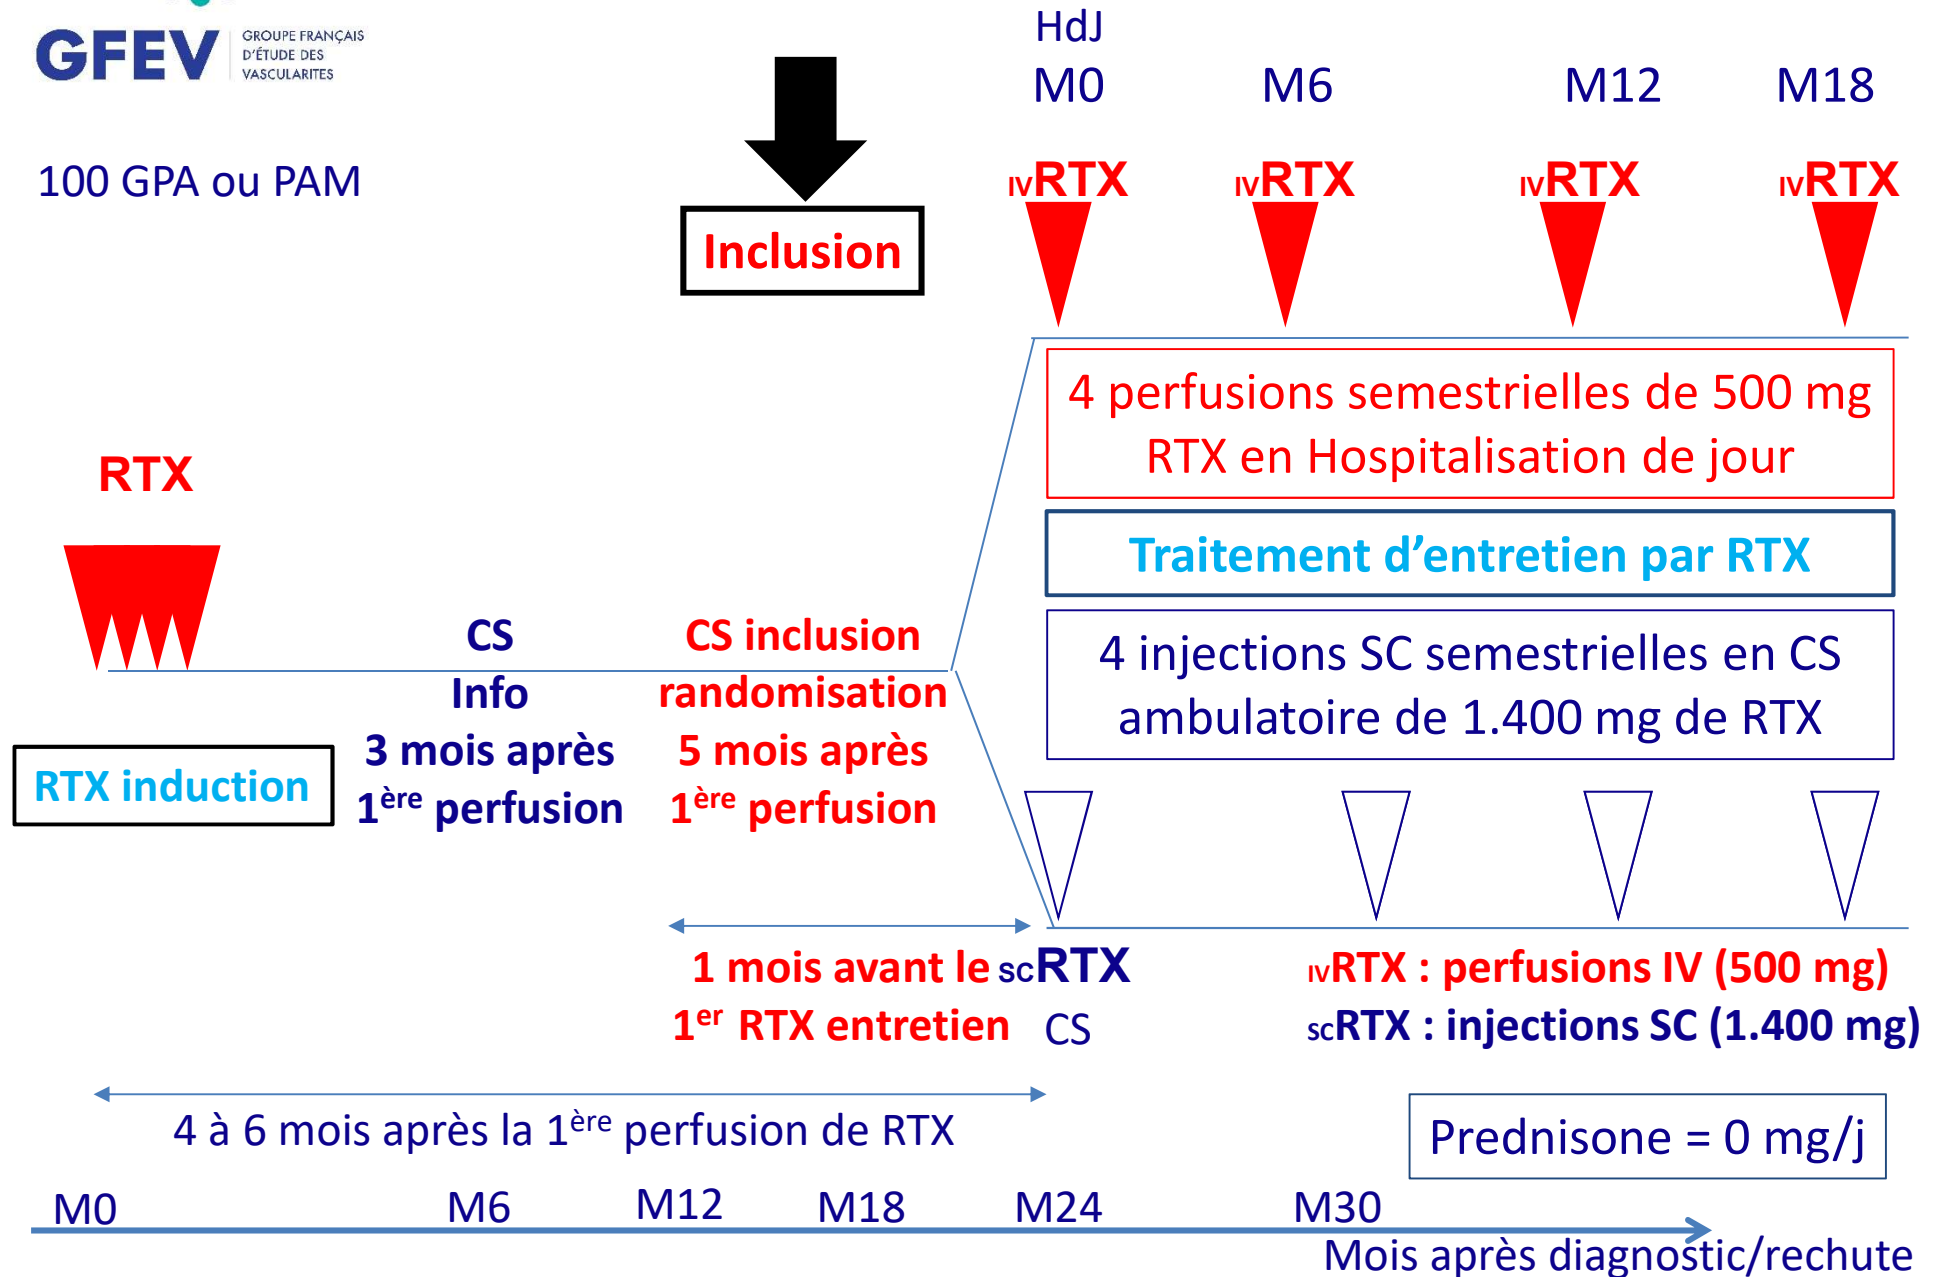 GFEV
GROUPE FRANÇAIS
D'ÉTUDE DES
VASCULARITES
100 GPA ou PAM
Inclusion
HdJ
M0 M6 M12 M18
IVRTX IVRTX IVRTX IVRTX
4 perfusions semestrielles de 500 mg
RTX en Hospitalisation de jour
Traitement d’entretien par RTX
4 injections SC semestrielles en CS
ambulatoire de 1.400 mg de RTX
RTX
RTX induction
CS
Info
3 mois après
1ère perfusion
CS inclusion
randomisation
5 mois après
1ère perfusion
1 mois avant le
1er RTX entretien
scRTX
CS
IVRTX : perfusions IV (500 mg)
scRTX : injections SC (1.400 mg)
4 à 6 mois après la 1ère perfusion de RTX
Prednisone = 0 mg/j
M0 M6 M12 M18 M24 M30
Mois après diagnostic/rechute